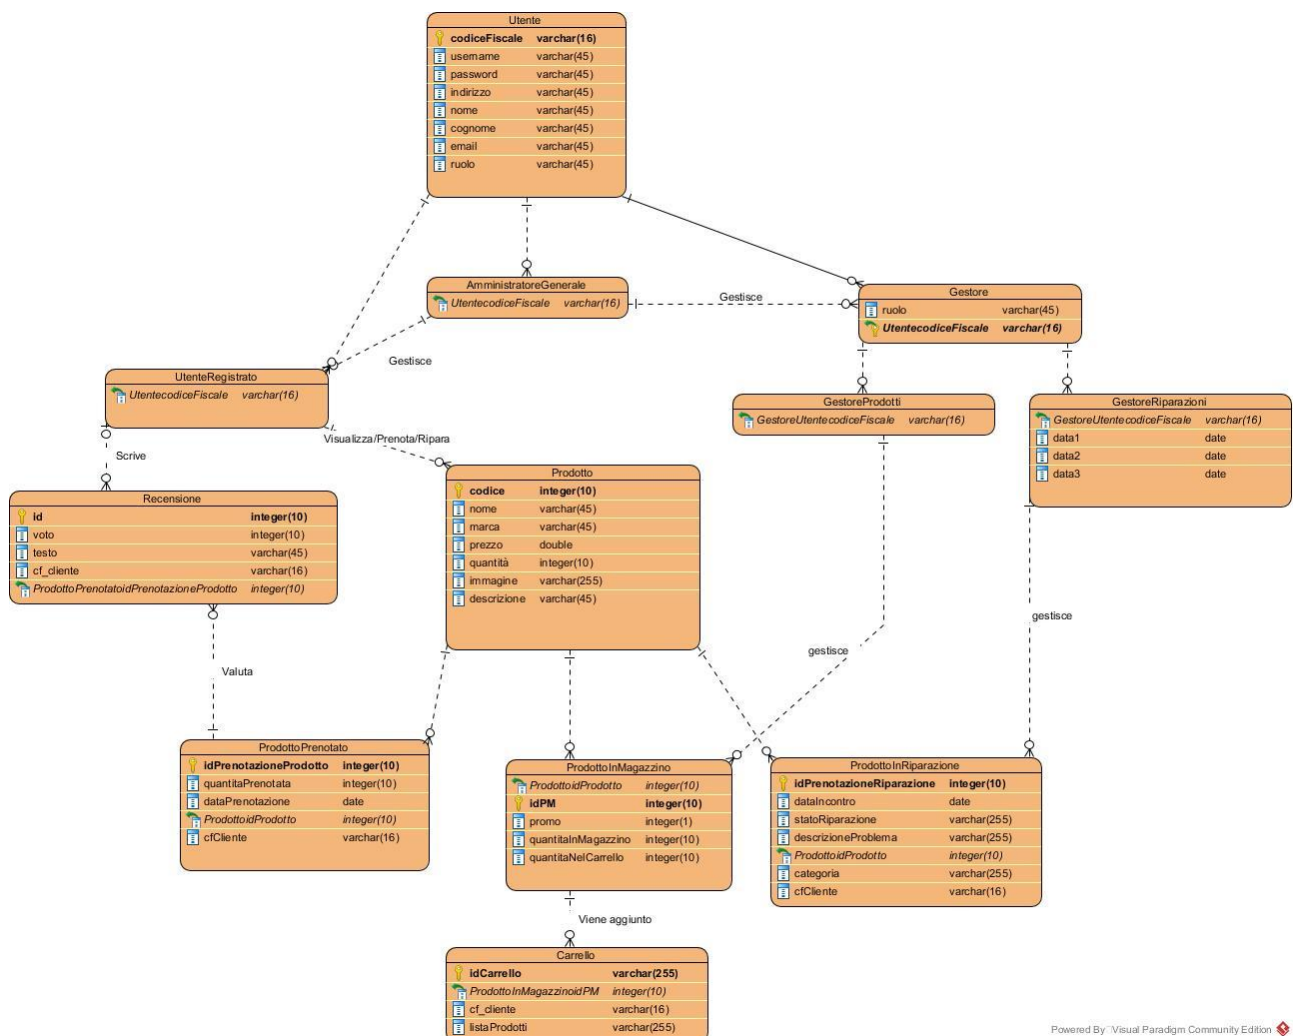 Utente
codiceFiscale varchar(16)
username varchar(45)
password varchar(45)
indirizzo varchar(45)
nome varchar(45)
cognome varchar(45)
email varchar(45)
ruolo varchar(45)
AmministratoreGenerale
UtentecodiceFiscale varchar(16)
Gestisce
Gestore
ruolo varchar(45)
UtentecodiceFiscale varchar(16)
Gestisce
UtenteRegistrato
UtentecodiceFiscale varchar(16)
GestoreProdotti
GestoreUtentecodiceFiscale varchar(16)
GestoreRiparazioni
GestoreUtentecodiceFiscale varchar(16)
data1 date
data2 date
data3 date
Visualizza/Prenota/Ripara
Scrive
Recensione
id integer(10)
voto integer(10)
testo varchar(45)
cf_cliente varchar(16)
ProdottoPrenotatoidPrenotazioneProdotto integer(10)
Prodotto
codice integer(10)
nome varchar(45)
marca varchar(45)
prezzo double
quantità integer(10)
immagine varchar(255)
descrizione varchar(45)
gestisce
gestisce
Valuta
ProdottoPrenotato
idPrenotazioneProdotto integer(10)
quantitaPrenotata integer(10)
dataPrenotazione date
ProdottoidProdotto integer(10)
cfCliente varchar(16)
ProdottoInMagazzino
ProdottoidProdotto integer(10)
idPM integer(10)
promo integer(1)
quantitaInMagazzino integer(10)
quantitaNelCarrello integer(10)
ProdottoInRiparazione
idPrenotazioneRiparazione integer(10)
dataIncontro date
statoRiparazione varchar(255)
descrizioneProblema varchar(255)
ProdottoidProdotto integer(10)
categoria varchar(255)
cfCliente varchar(16)
Viene aggiunto
Carrello
idCarrello varchar(255)
ProdottoInMagazzinoidPM integer(10)
cf_cliente varchar(16)
listaProdotti varchar(255)
Powered By Visual Paradigm Community Edition